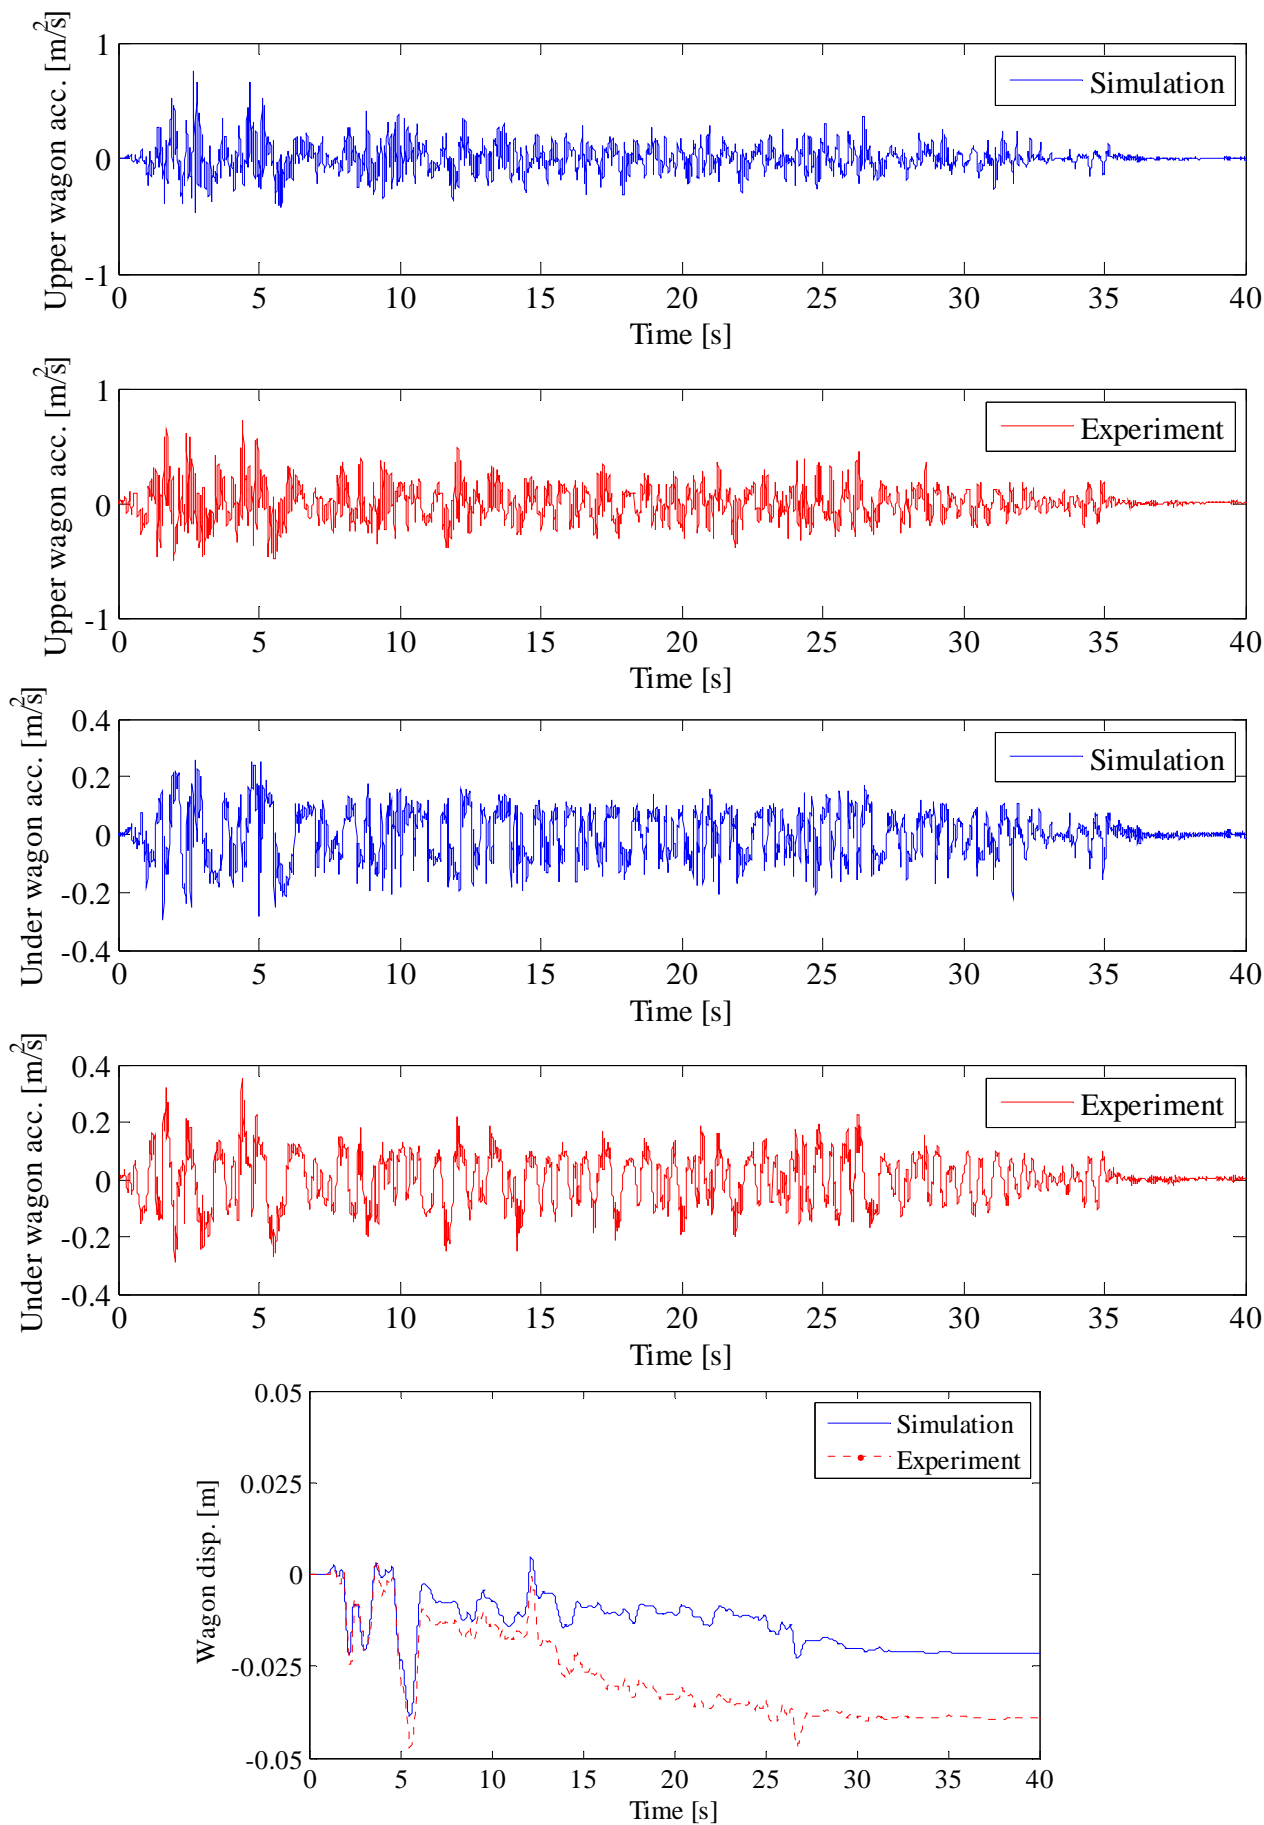 Upper wagon acc. [m/s²]
1
0
-1
Simulation
0 5 10 15 20 25 30 35 40
Time [s]
Upper wagon acc. [m/s²]
1
0
-1
Experiment
0 5 10 15 20 25 30 35 40
Time [s]
Under wagon acc. [m/s²]
0.4
0.2
0
-0.2
-0.4
Simulation
0 5 10 15 20 25 30 35 40
Time [s]
Under wagon acc. [m/s²]
0.4
0.2
0
-0.2
-0.4
Experiment
0 5 10 15 20 25 30 35 40
Time [s]
Wagon disp. [m]
0.05
0.025
0
-0.025
-0.05
Simulation
Experiment
0 5 10 15 20 25 30 35 40
Time [s]